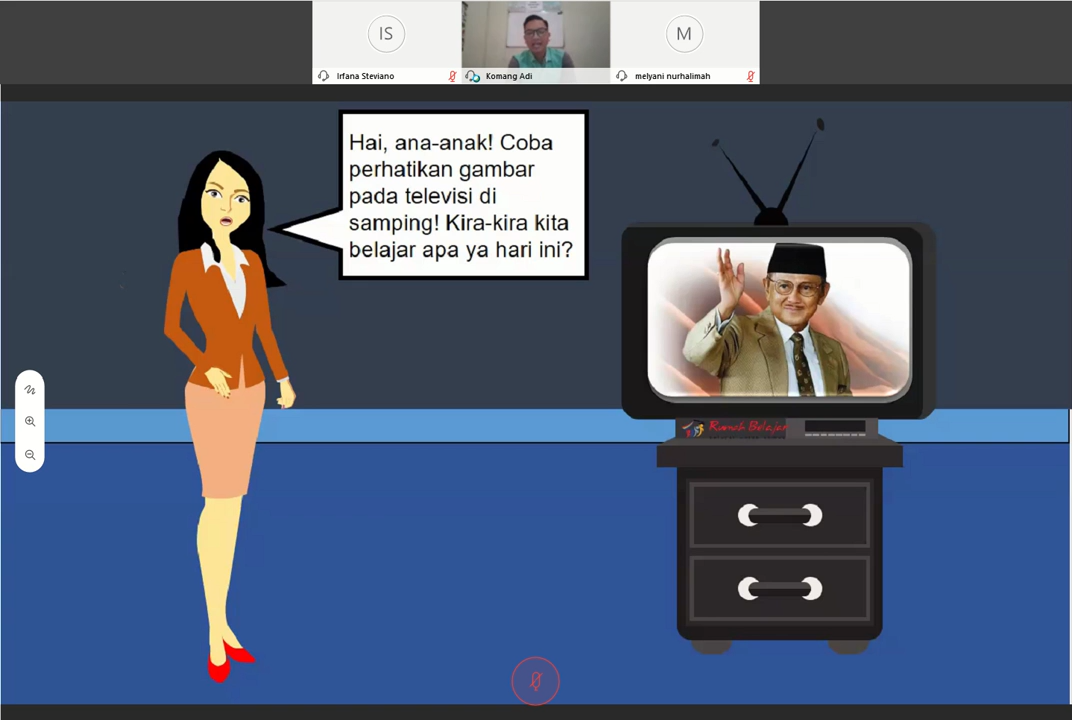 IS
M
Irfana Steviano
Komang Adi
melyani nurhalimah
Hai, ana-anak! Coba
perhatikan gambar
pada televisi di
samping! Kira-kira kita
belajar apa ya hari ini?
Rumah Belajar